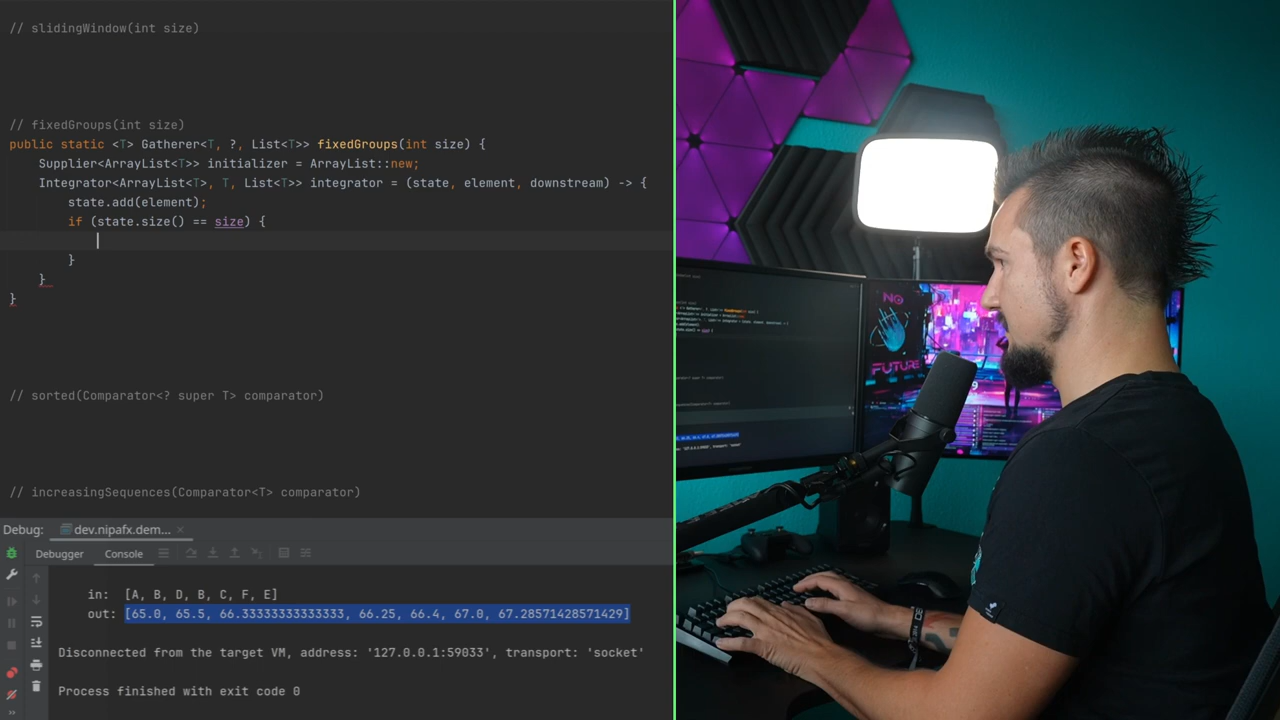 // slidingWindow(int size)
// fixedGroups(int size)
public static <T> Gatherer<T, ?, List<T>> fixedGroups(int size) {
Supplier<ArrayList<T>> initializer = ArrayList::new;
Integrator<ArrayList<T>, T, List<T>> integrator = (state, element, downstream) -> {
state.add(element);
if (state.size() == size) {
}
}
}
// sorted(Comparator<? super T> comparator)
// increasingSequences(Comparator<T> comparator)
Debug: dev.nipafx.dem... ×
Debugger Console
in: [A, B, D, B, C, F, E]
out: [65.0, 65.5, 66.33333333333333, 66.25, 66.4, 67.0, 67.28571428571429]
Disconnected from the target VM, address: '127.0.0.1:59033', transport: 'socket'
Process finished with exit code 0
NO
FUTURE